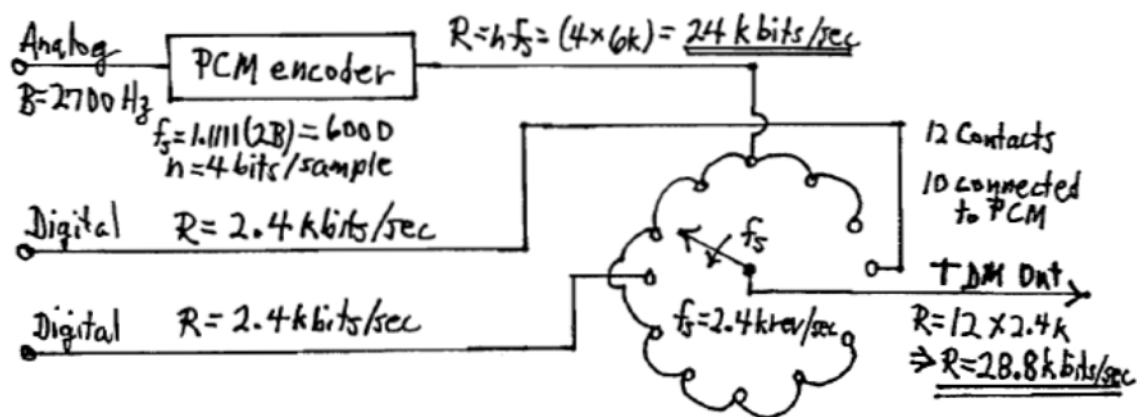 Analog
B=2700 Hz
PCM encoder
R=nfs=(4×6k)=24 k bits/sec
fs=1.1111(2B)=6000
n=4 bits/sample
12 Contacts
10 connected
to PCM
Digital R=2.4 kbits/sec
fs
TDM Out
fs=2.4 krev/sec
R=12×2.4k
⇒R=28.8 kbits/sec
Digital R=2.4 kbits/sec